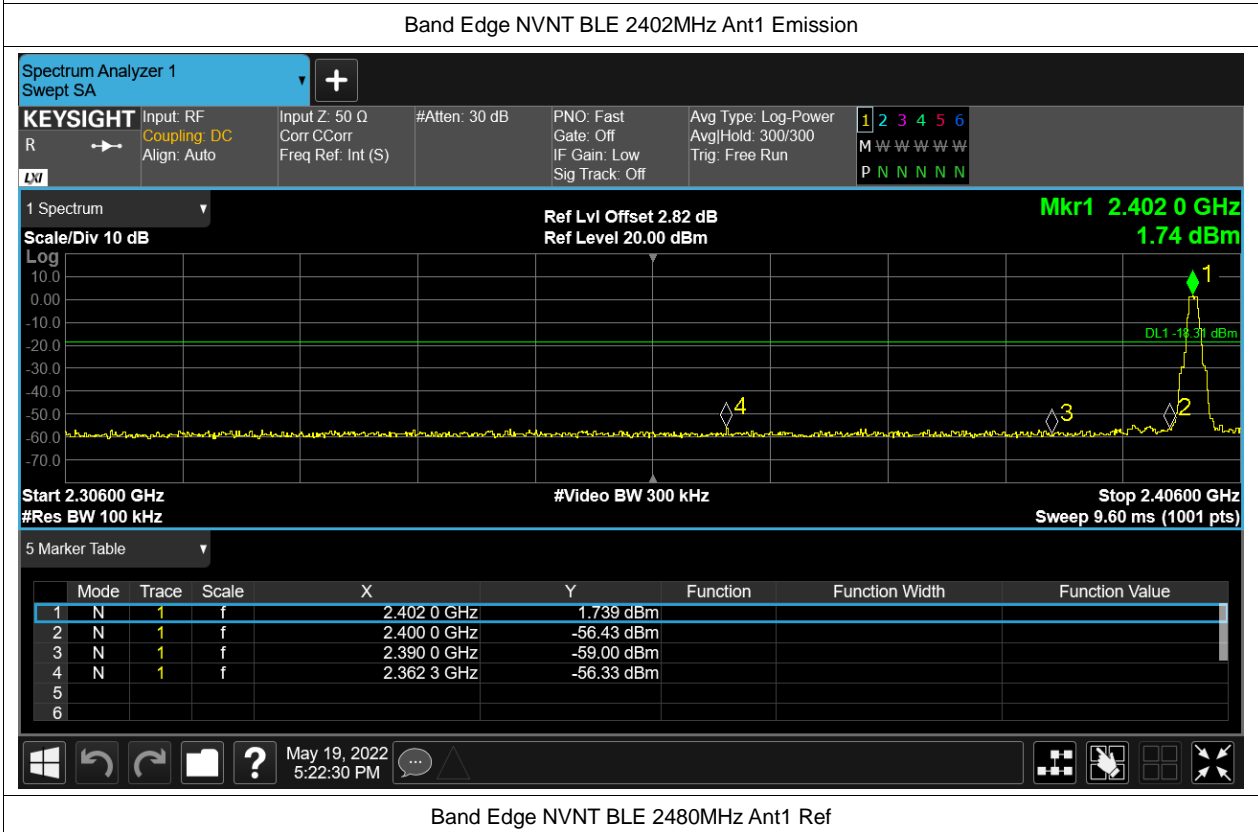 Band Edge NVNT BLE 2402MHz Ant1 Emission
Spectrum Analyzer 1
Swept SA
KEYSIGHT
R
LXI
Input: RF
Coupling: DC
Align: Auto
Input Z: 50 Ω
Corr CCorr
Freq Ref: Int (S)
#Atten: 30 dB
PNO: Fast
Gate: Off
IF Gain: Low
Sig Track: Off
Avg Type: Log-Power
Avg|Hold: 300/300
Trig: Free Run
1 2 3 4 5 6
M W W W W W
P N N N N N
1 Spectrum
Scale/Div 10 dB
Ref Lvl Offset 2.82 dB
Ref Level 20.00 dBm
Mkr1 2.402 0 GHz
1.74 dBm
Log
10.0
0.00
-10.0
-20.0
-30.0
-40.0
-50.0
-60.0
-70.0
1
DL1 -18.31 dBm
4
3
2
Start 2.30600 GHz
#Video BW 300 kHz
Stop 2.40600 GHz
#Res BW 100 kHz
Sweep 9.60 ms (1001 pts)
5 Marker Table
Mode Trace Scale X Y Function Function Width Function Value
1 N 1 f 2.402 0 GHz 1.739 dBm
2 N 1 f 2.400 0 GHz -56.43 dBm
3 N 1 f 2.390 0 GHz -59.00 dBm
4 N 1 f 2.362 3 GHz -56.33 dBm
5
6
?
May 19, 2022
5:22:30 PM
Band Edge NVNT BLE 2480MHz Ant1 Ref